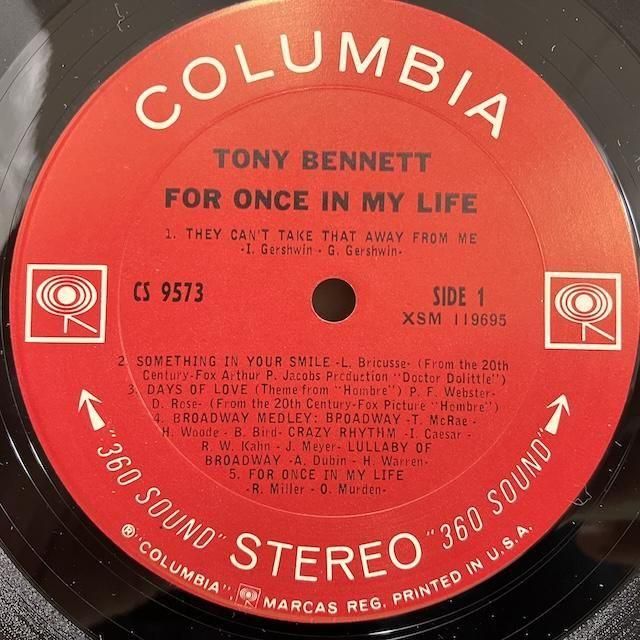 COLUMBIA
TONY BENNETT
FOR ONCE IN MY LIFE
1. THEY CAN'T TAKE THAT AWAY FROM ME
-I. Gershwin - G. Gershwin-
CS 9573
SIDE 1
XSM 119695
2. SOMETHING IN YOUR SMILE -L. Bricusse- (From the 20th
Century-Fox Arthur P. Jacobs Production "Doctor Dolittle")
3. DAYS OF LOVE (Theme from "Hombre") P. F. Webster-
D. Rose- (From the 20th Century-Fox Picture "Hombre")
4. BROADWAY MEDLEY: BROADWAY -T. McRae -
H. Woode - B. Bird- CRAZY RHYTHM -I. Caesar -
R. W. Kahn - J. Meyer- LULLABY OF
BROADWAY -A. Dubin - H. Warren-
5. FOR ONCE IN MY LIFE
-R. Miller - O. Murden-
"360 SOUND" STEREO "360 SOUND"
® "COLUMBIA", MARCAS REG. PRINTED IN U.S.A.